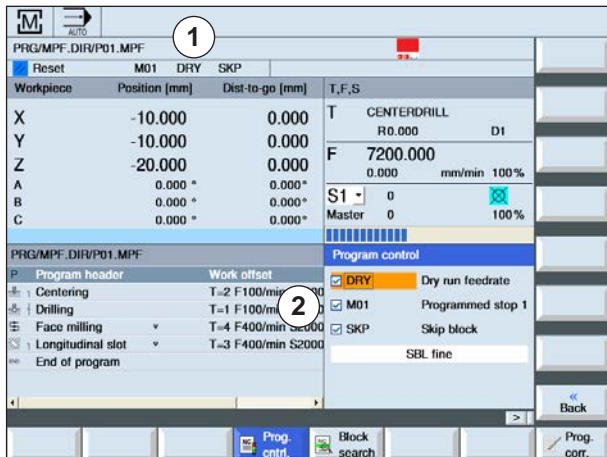 M AUTO
1
PRG/MPF.DIR/P01.MPF
Reset M01 DRY SKP
Workpiece Position [mm] Dist-to-go [mm] T,F,S
X -10.000 0.000
Y -10.000 0.000
Z -20.000 0.000
A 0.000 ° 0.000°
B 0.000 ° 0.000°
C 0.000 ° 0.000°
T CENTERDRILL
R0.000 D1
F 7200.000
0.000 mm/min 100%
S1 0
Master 0 100%
PRG/MPF.DIR/P01.MPF
P Program header Work offset
Centering T=2 F100/min
Drilling T=1 F100/min
Face milling T=4 F400/min S2000
Longitudinal slot T=3 F400/min S2000
End of program
2
Program control
DRY Dry run feedrate
M01 Programmed stop 1
SKP Skip block
SBL fine
>
« Back
NC Prog. cntrl.
NC Block search
Prog. corr.